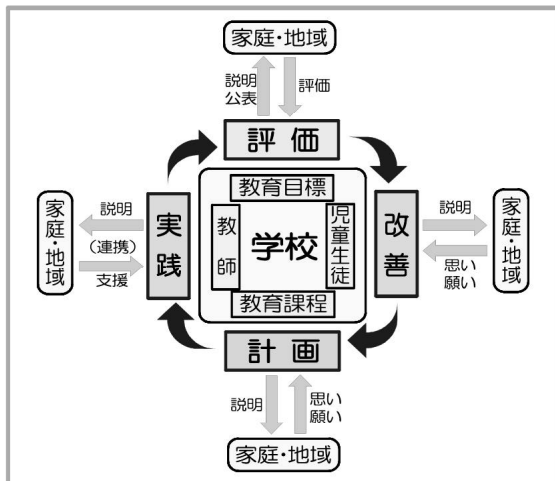 家庭・地域
説明
公表
評価
評価
教育目標
家庭・地域
説明
（連携）
支援
実践
教師
学校
児童生徒
改善
説明
思い
願い
家庭・地域
教育課程
計画
説明
思い
願い
家庭・地域